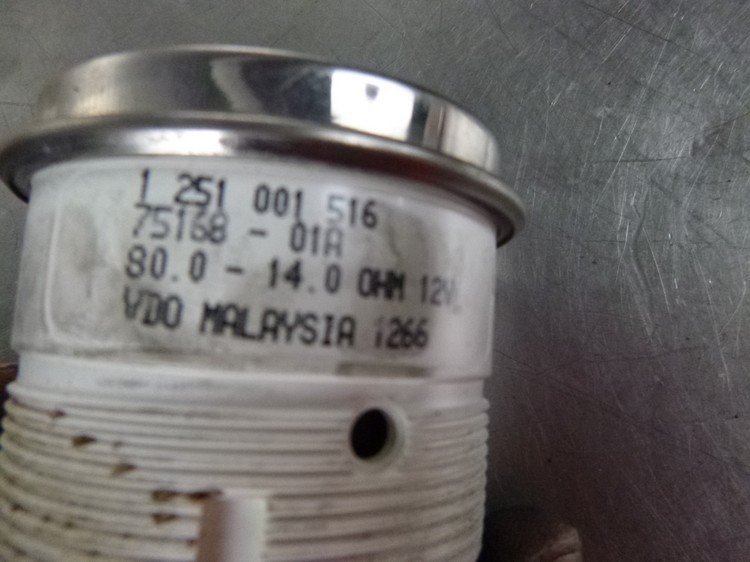 1 251 001 516
75168 - 01A
80.0 - 14.0 OHM 12V
VDO MALAYSIA 1266